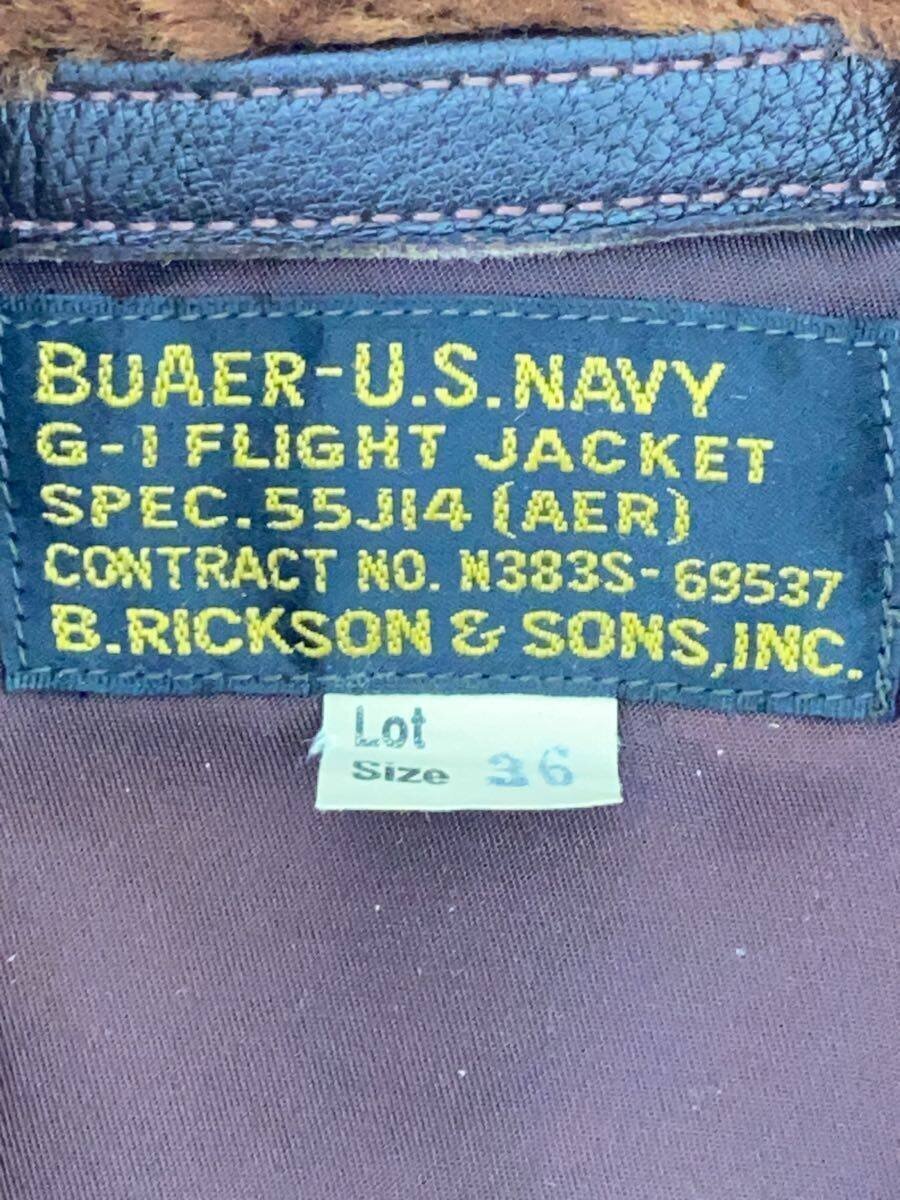 BUAER-U.S.NAVY
G-1 FLIGHT JACKET
SPEC.55J14 (AER)
CONTRACT NO. N383S-69537
B.RICKSON & SONS,INC.
Lot
Size 36